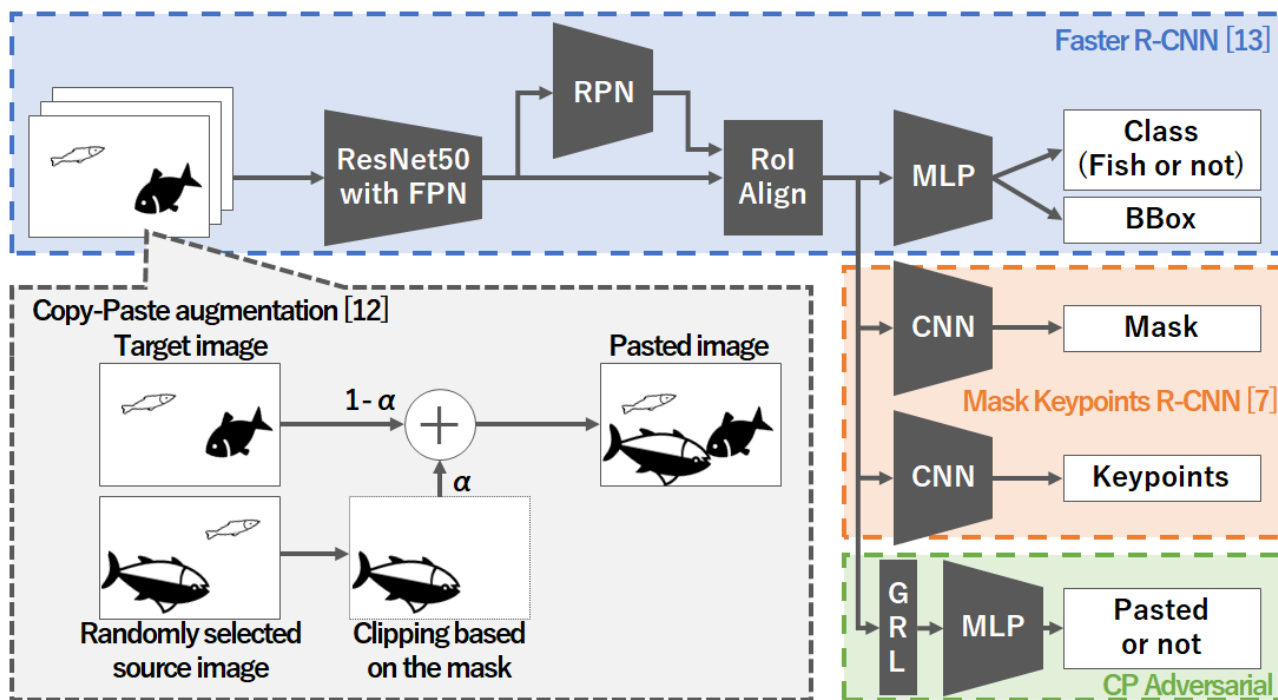 Faster R-CNN [13]
RPN
ResNet50
with FPN
RoI
Align
MLP
Class
(Fish or not)
BBox
Copy-Paste augmentation [12]
Target image
Pasted image
1- α
α
Randomly selected
source image
Clipping based
on the mask
CNN
Mask
Mask Keypoints R-CNN [7]
CNN
Keypoints
G
R
L
MLP
Pasted
or not
CP Adversarial